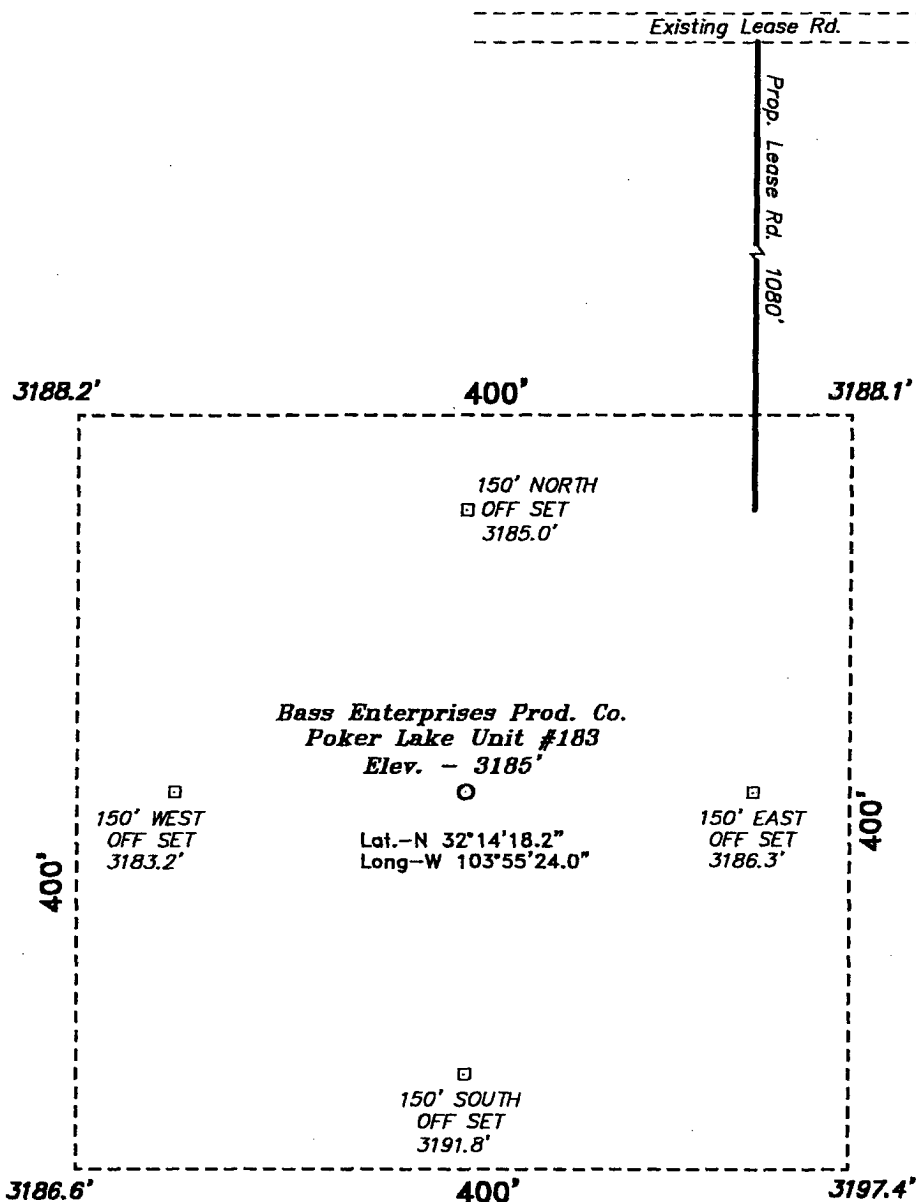 Existing Lease Rd.
Prop. Lease Rd. 1080'
3188.2'
400'
3188.1'
150' NORTH
OFF SET
3185.0'
Bass Enterprises Prod. Co.
Poker Lake Unit #183
Elev. - 3185'
150' WEST
OFF SET
3183.2'
Lat.-N 32°14'18.2"
Long-W 103°55'24.0"
150' EAST
OFF SET
3186.3'
400'
400'
150' SOUTH
OFF SET
3191.8'
3186.6'
400'
3197.4'